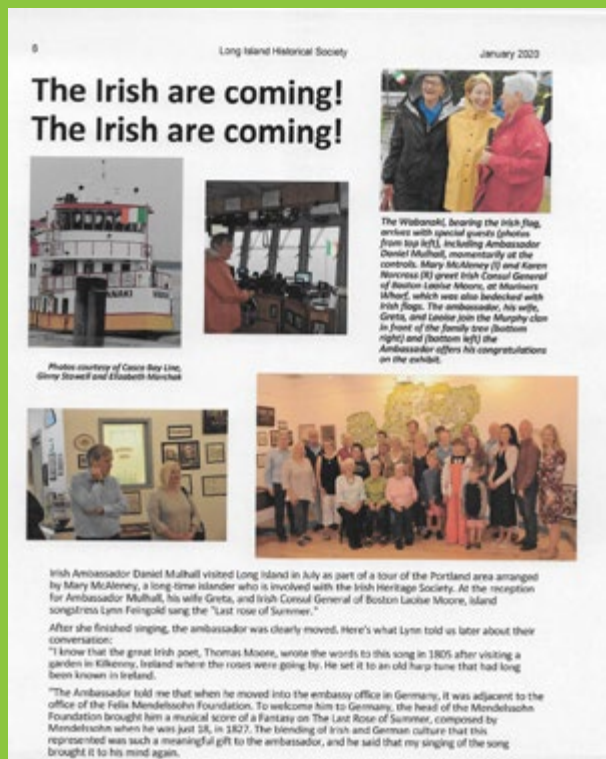 8
Long Island Historical Society
January 2020
The Irish are coming!
The Irish are coming!
The Wabanaki, bearing the Irish flag,
arrives with special guests (photos
from top left), including Ambassador
Daniel Mulhall, momentarily at the
controls. Mary McAleney (l) and Karen
Norcross (R) greet Irish Consul General
of Boston Laoise Moore, at Mariners
Wharf, which was also bedecked with
Irish flags. The ambassador, his wife,
Greta, and Laoise join the Murphy clan
in front of the family tree (bottom
right) and (bottom left) the
Ambassador offers his congratulations
on the exhibit.
Photos courtesy of Casco Bay Line,
Ginny Stowell and Elizabeth Marchak
Irish Ambassador Daniel Mulhall visited Long Island in July as part of a tour of the Portland area arranged
by Mary McAleney, a long-time islander who is involved with the Irish Heritage Society. At the reception
for Ambassador Mulhall, his wife Greta, and Irish Consul General of Boston Laoise Moore, island
songstress Lynn Feingold sang the "Last rose of Summer."
After she finished singing, the ambassador was clearly moved. Here's what Lynn told us later about their
conversation:
"I know that the great Irish poet, Thomas Moore, wrote the words to this song in 1805 after visiting a
garden in Kilkenny, Ireland where the roses were going by. He set it to an old harp tune that had long
been known in Ireland.
"The Ambassador told me that when he moved into the embassy office in Germany, it was adjacent to the
office of the Felix Mendelssohn Foundation. To welcome him to Germany, the head of the Mendelssohn
Foundation brought him a musical score of a Fantasy on The Last Rose of Summer, composed by
Mendelssohn when he was just 18, in 1827. The blending of Irish and German culture that this
represented was such a meaningful gift to the ambassador, and he said that my singing of the song
brought it to his mind again.